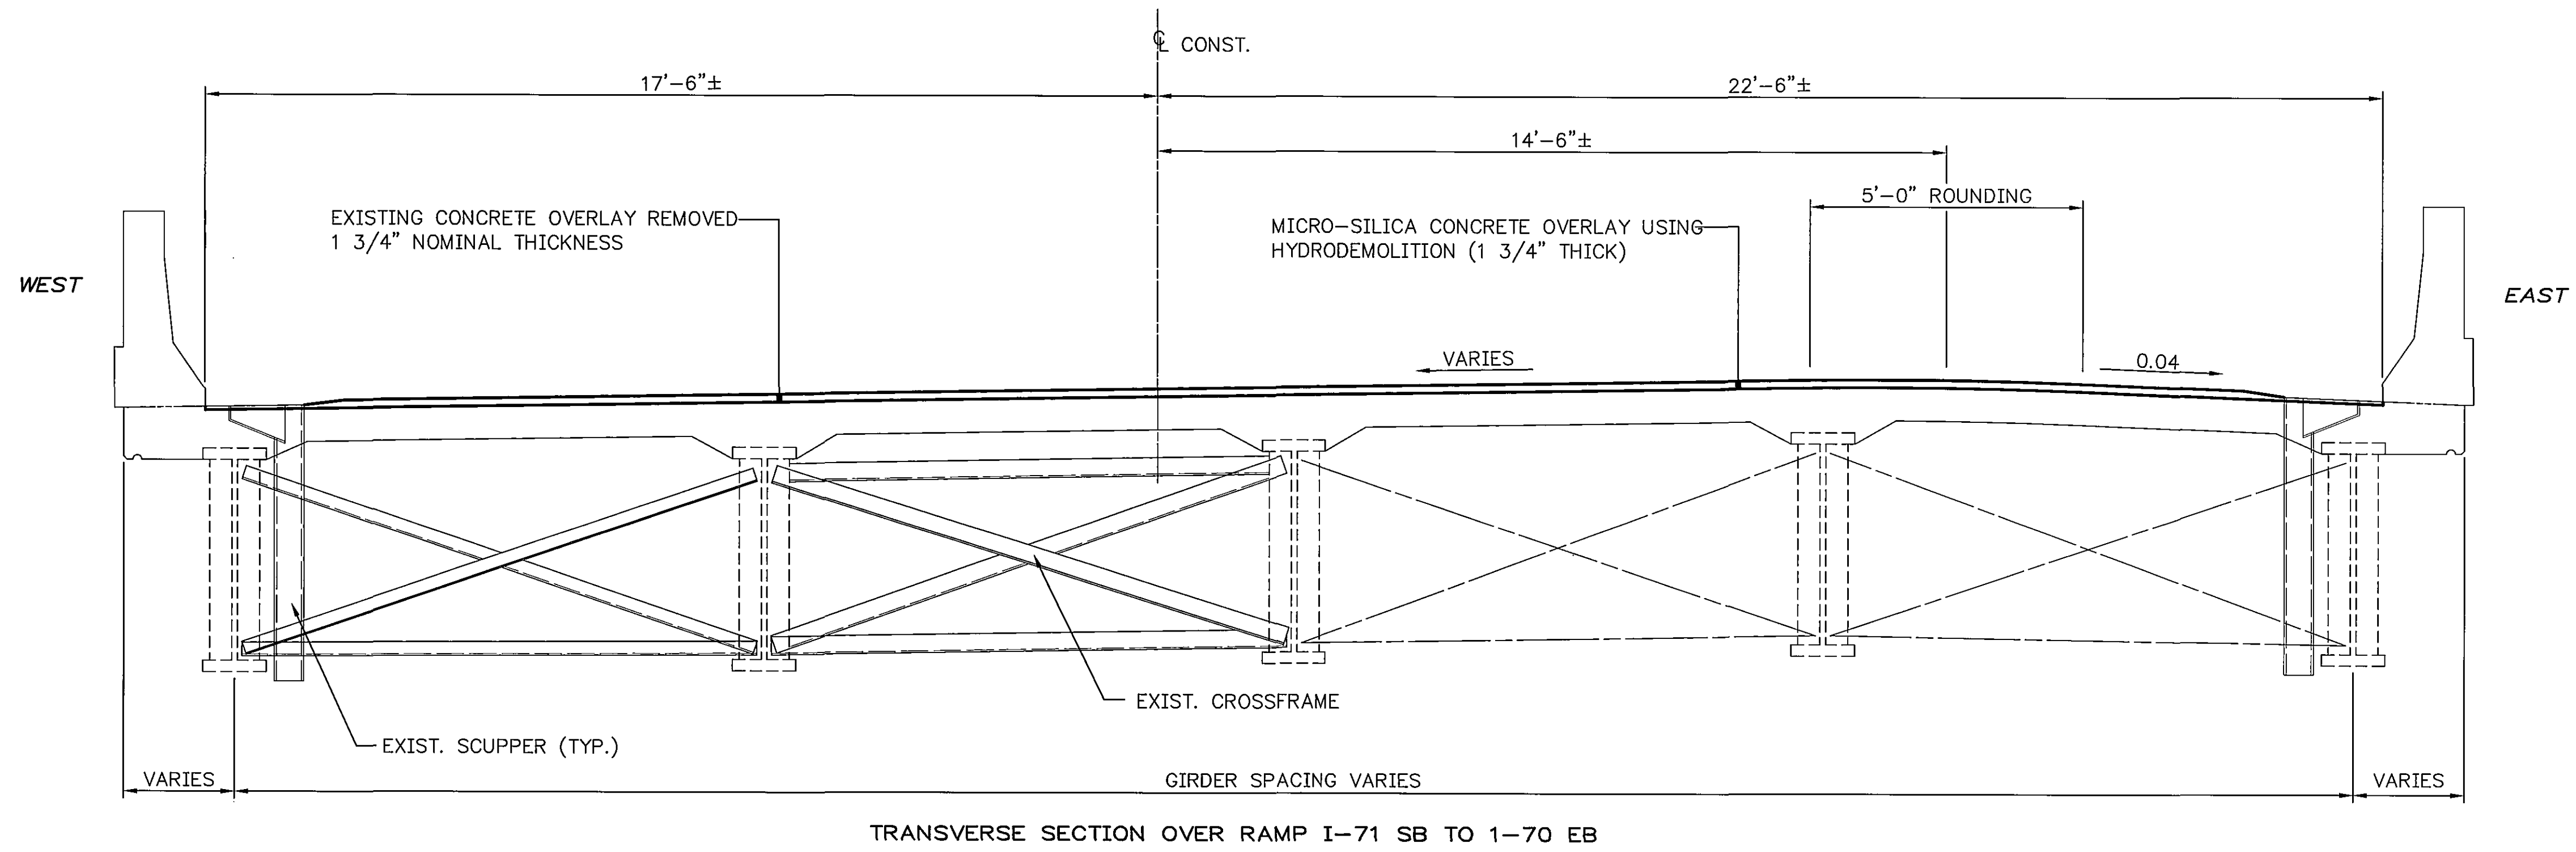 ℄ CONST.
17'-6"±
22'-6"±
14'-6"±
5'-0" ROUNDING
EXISTING CONCRETE OVERLAY REMOVED
1 3/4" NOMINAL THICKNESS
MICRO-SILICA CONCRETE OVERLAY USING
HYDRODEMOLITION (1 3/4" THICK)
WEST
EAST
VARIES
0.04
EXIST. CROSSFRAME
EXIST. SCUPPER (TYP.)
VARIES
GIRDER SPACING VARIES
VARIES
TRANSVERSE SECTION OVER RAMP I-71 SB TO 1-70 EB